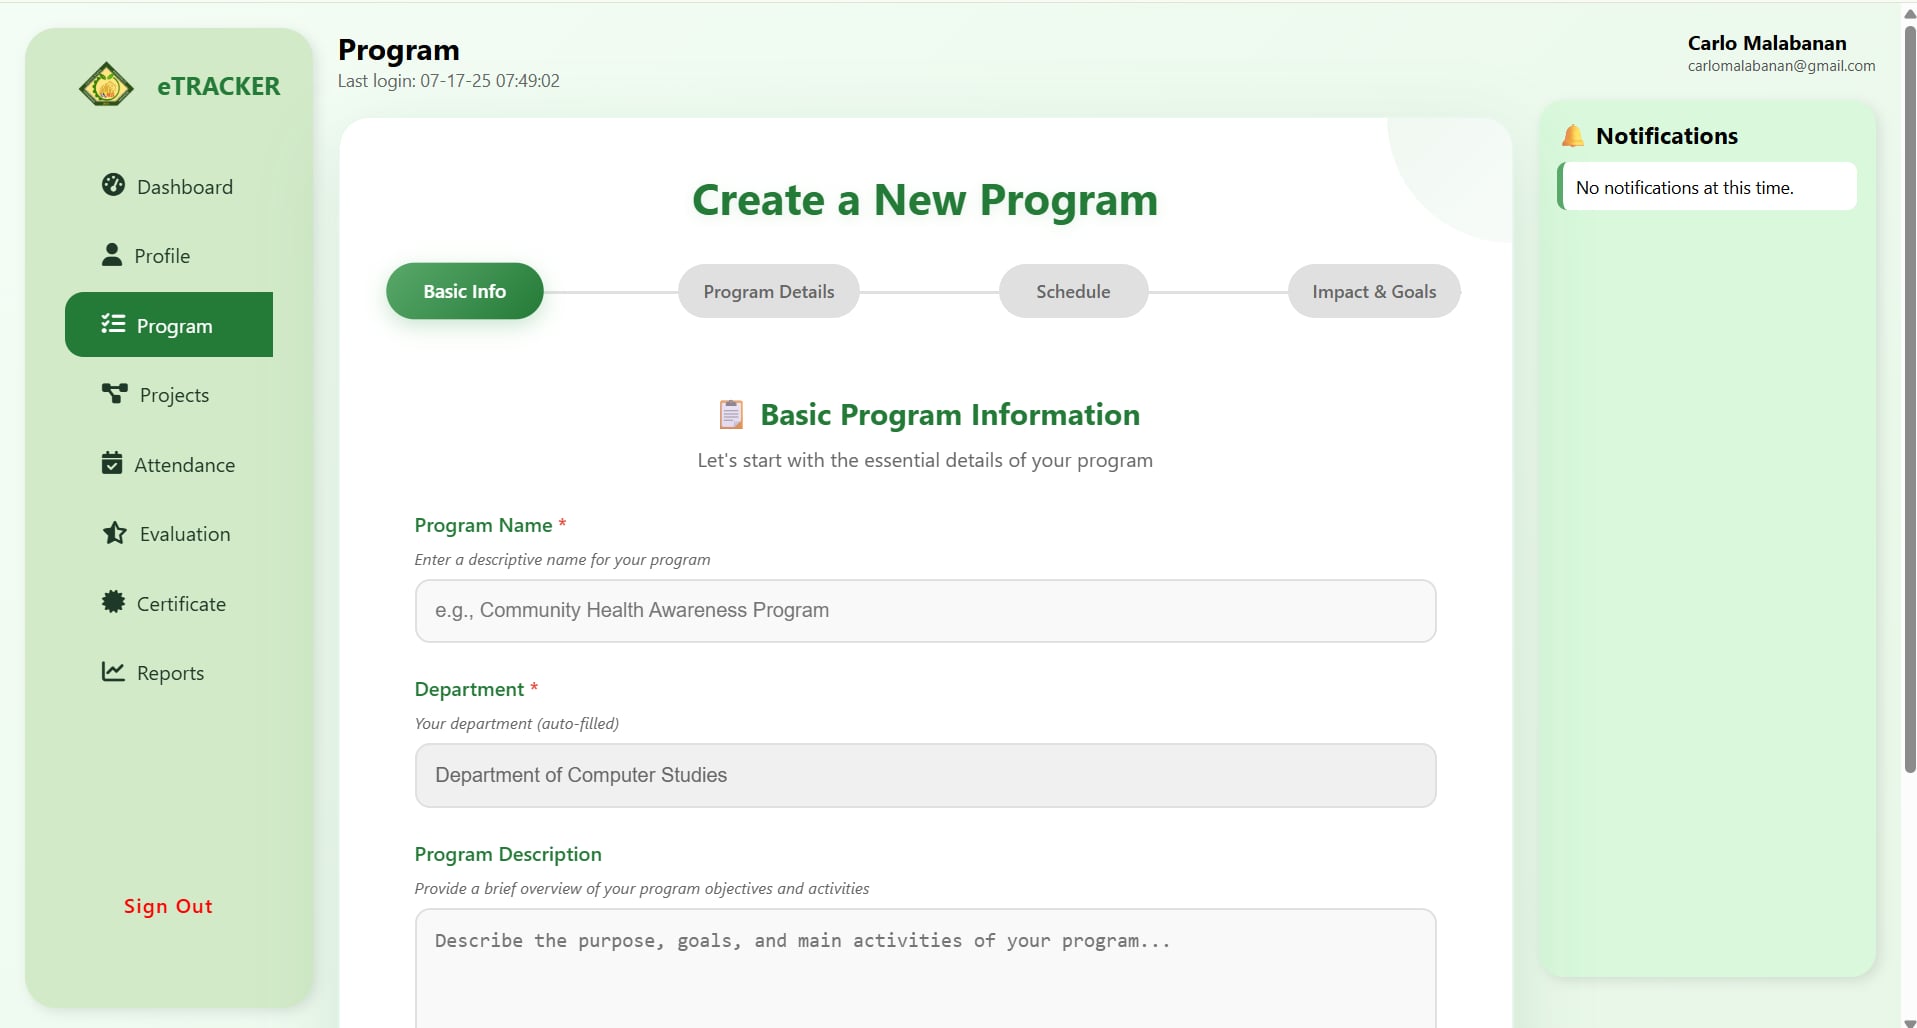 eTRACKER
Dashboard
Profile
Program
Projects
Attendance
Evaluation
Certificate
Reports
Sign Out
Program
Last login: 07-17-25 07:49:02
Create a New Program
Basic Info
Program Details
Schedule
Impact & Goals
Basic Program Information
Let's start with the essential details of your program
Program Name *
Enter a descriptive name for your program
e.g., Community Health Awareness Program
Department *
Your department (auto-filled)
Department of Computer Studies
Program Description
Provide a brief overview of your program objectives and activities
Describe the purpose, goals, and main activities of your program...
Carlo Malabanan
carlomalabanan@gmail.com
Notifications
No notifications at this time.